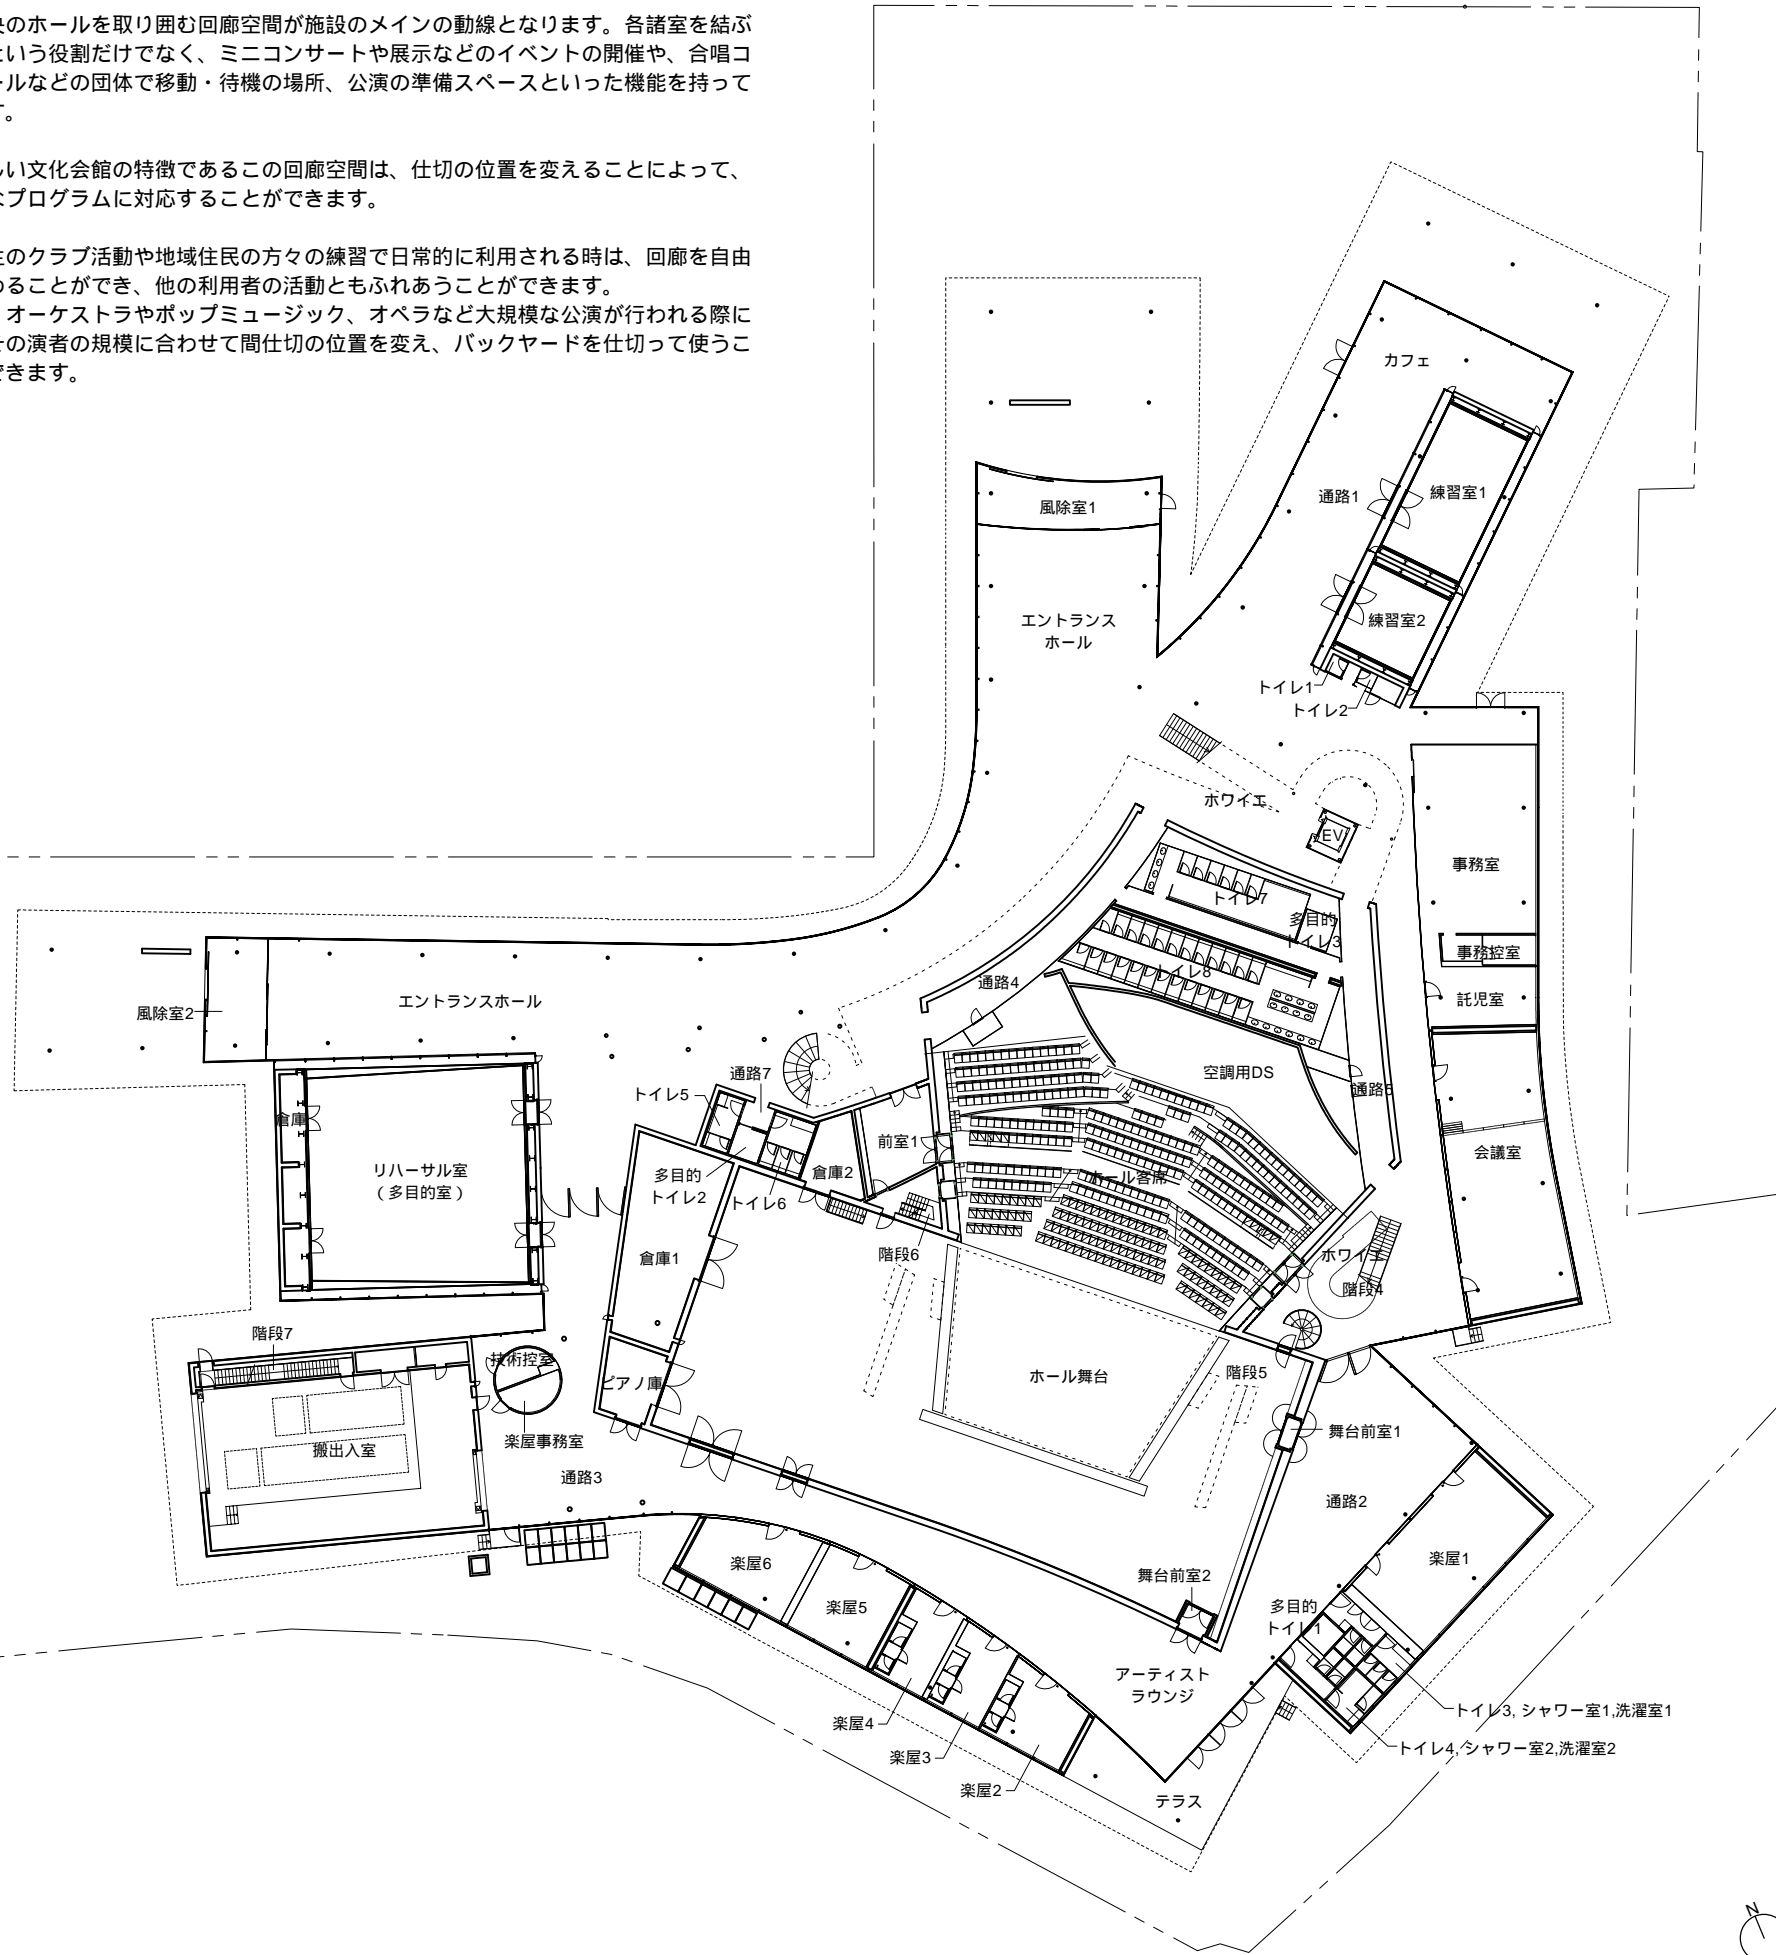 のホールを取り囲む回廊空間が施設のメインの動線となります。各諸室を結ぶ
いう役割だけでなく、ミニコンサートや展示などのイベントの開催や、合唱コ
ールなどの団体で移動・待機の場所、公演の準備スペースといった機能を持って
。
い文化会館の特徴であるこの回廊空間は、仕切の位置を変えることによって、
プログラムに対応することができます。
のクラブ活動や地域住民の方々の練習で日常的に利用される時は、回廊を自由
ることができ、他の利用者の活動ともふれあうことができます。
オーケストラやポップミュージック、オペラなど大規模な公演が行われる際に
の演者の規模に合わせて間仕切の位置を変え、バックヤードを仕切って使うこ
できます。
カフェ
練習室1
通路1
風除室1
練習室2
エントランス
ホール
トイレ1
トイレ2
ホワイエ
EV
事務室
トイレ7
多目的
トイレ3
事務控室
トイレ8
通路4
託児室
エントランスホール
風除室2
空調用DS
通路7
通路5
トイレ5
倉庫
前室1
会議室
リハーサル室
(多目的室)
多目的
トイレ2
倉庫2
ホール客席
トイレ6
倉庫1
階段6
ホワイエ
階段4
階段7
技術控室
ピアノ庫
ホール舞台
階段5
舞台前室1
楽屋事務室
搬出入室
通路3
通路2
楽屋6
楽屋1
舞台前室2
楽屋5
多目的
トイレ1
アーティスト
ラウンジ
トイレ3, シャワー室1,洗濯室1
楽屋4
トイレ4, シャワー室2,洗濯室2
楽屋3
楽屋2
テラス
N